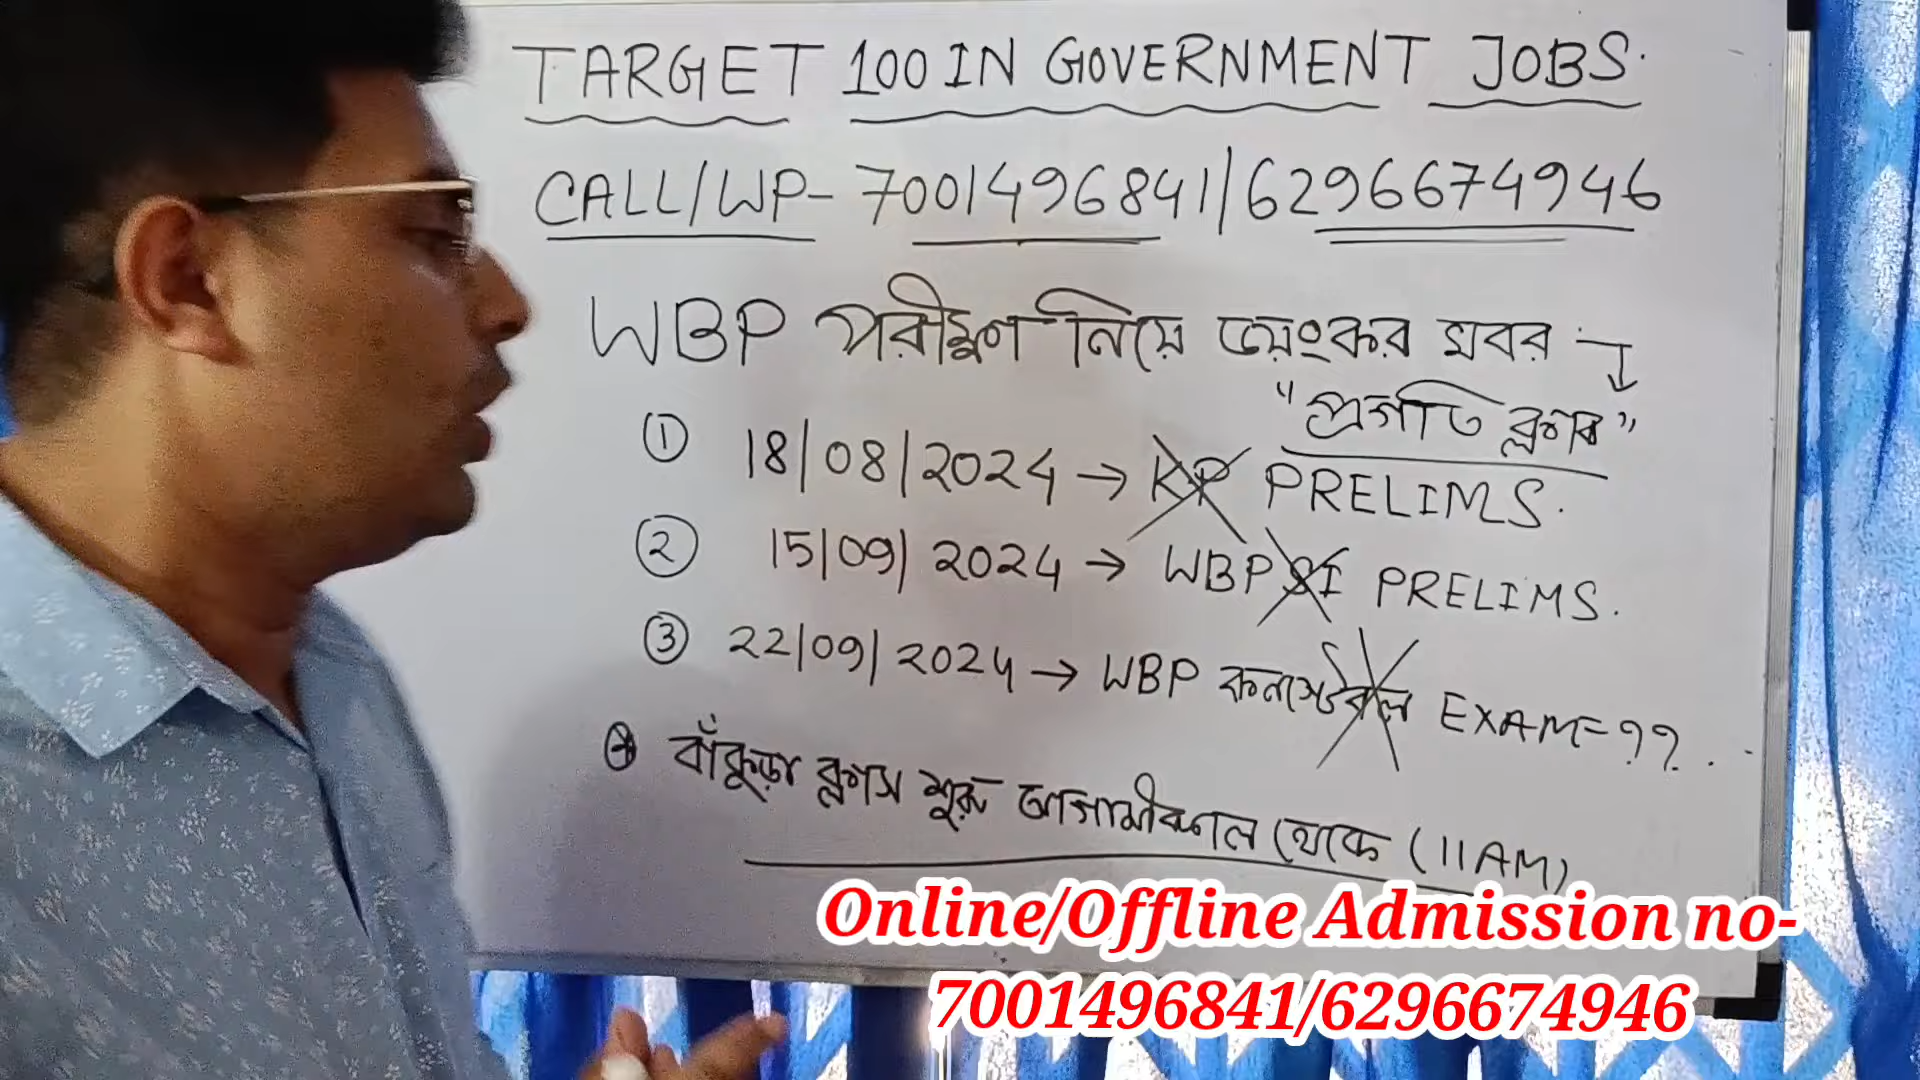 TARGET 100 IN GOVERNMENT JOBS.
CALL/WP- 7001496841/6296674946
WBP পরীক্ষা নিয়ে ভয়ংকর খবর →
"প্রগতি ক্লাব"
① 18/08/2024 → KP PRELIMS.
② 15/09/2024 → WBP SI PRELIMS.
③ 22/09/2024 → WBP কনস্টেবল EXAM=??.
বাঁকুড়া ক্লাস শুরু আগামীকাল থেকে (11AM)
Online/Offline Admission no-
7001496841/6296674946